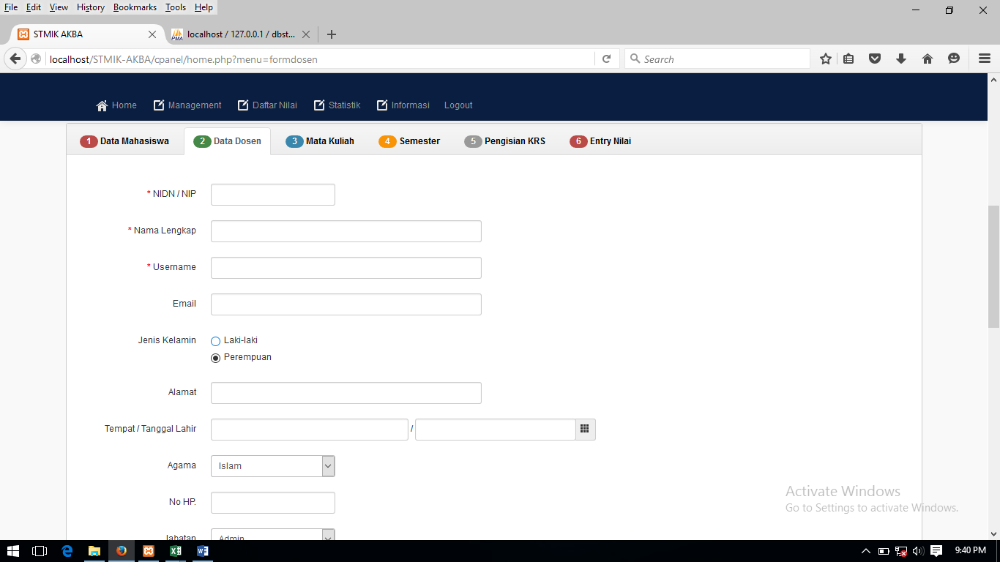 File Edit View History Bookmarks Tools Help
STMIK AKBA
PMA localhost / 127.0.0.1 / dbst...
localhost/STMIK-AKBA/cpanel/home.php?menu=formdosen
Search
Home Management Daftar Nilai Statistik Informasi Logout
1 Data Mahasiswa 2 Data Dosen 3 Mata Kuliah 4 Semester 5 Pengisian KRS 6 Entry Nilai
* NIDN / NIP
* Nama Lengkap
* Username
Email
Jenis Kelamin Laki-laki
Perempuan
Alamat
Tempat / Tanggal Lahir /
Agama Islam
No HP.
Jabatan Admin
Activate Windows
Go to Settings to activate Windows.
9:40 PM